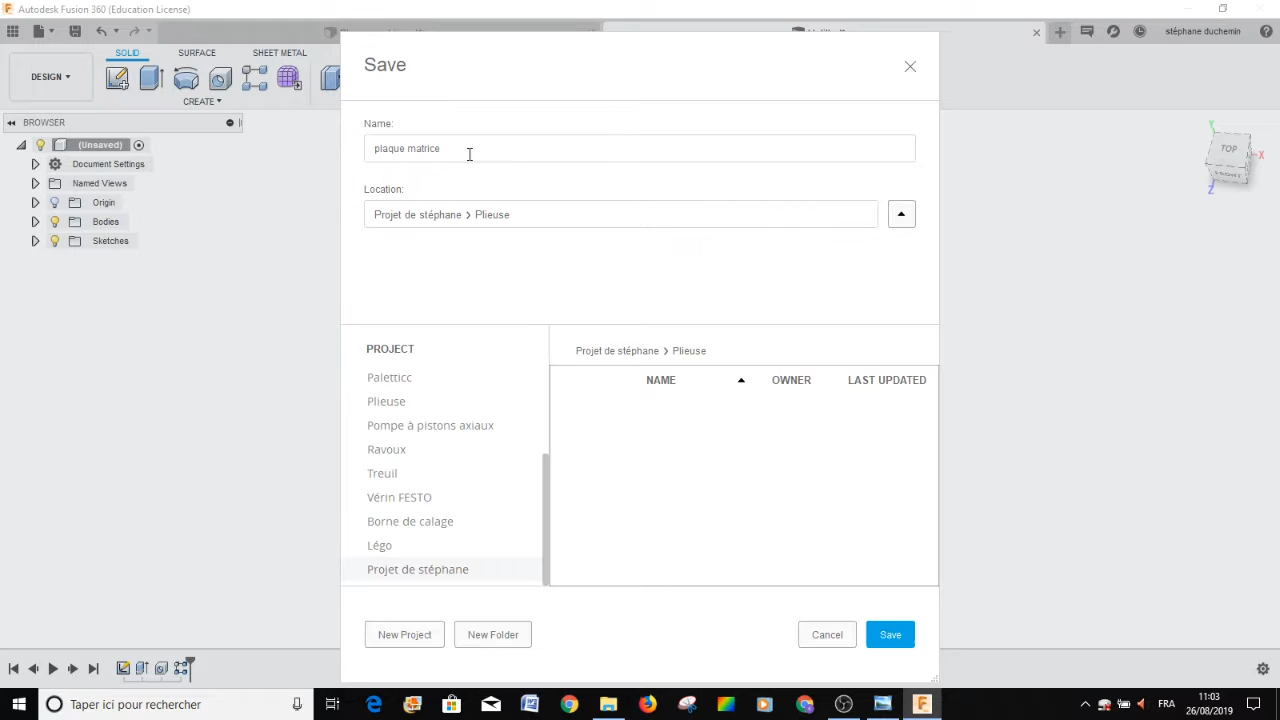 Autodesk Fusion 360 (Education License)
stéphane duchemin
SOLID
SURFACE
SHEET METAL
DESIGN
CREATE
BROWSER
(Unsaved)
Document Settings
Named Views
Origin
Bodies
Sketches
Save
Name:
plaque matrice
Location:
Projet de stéphane > Plieuse
PROJECT
Paletticc
Plieuse
Pompe à pistons axiaux
Ravoux
Treuil
Vérin FESTO
Borne de calage
Légo
Projet de stéphane
Projet de stéphane > Plieuse
NAME
OWNER
LAST UPDATED
New Project
New Folder
Cancel
Save
Y
TOP
X
Z
Taper ici pour rechercher
FRA
11:03
26/08/2019